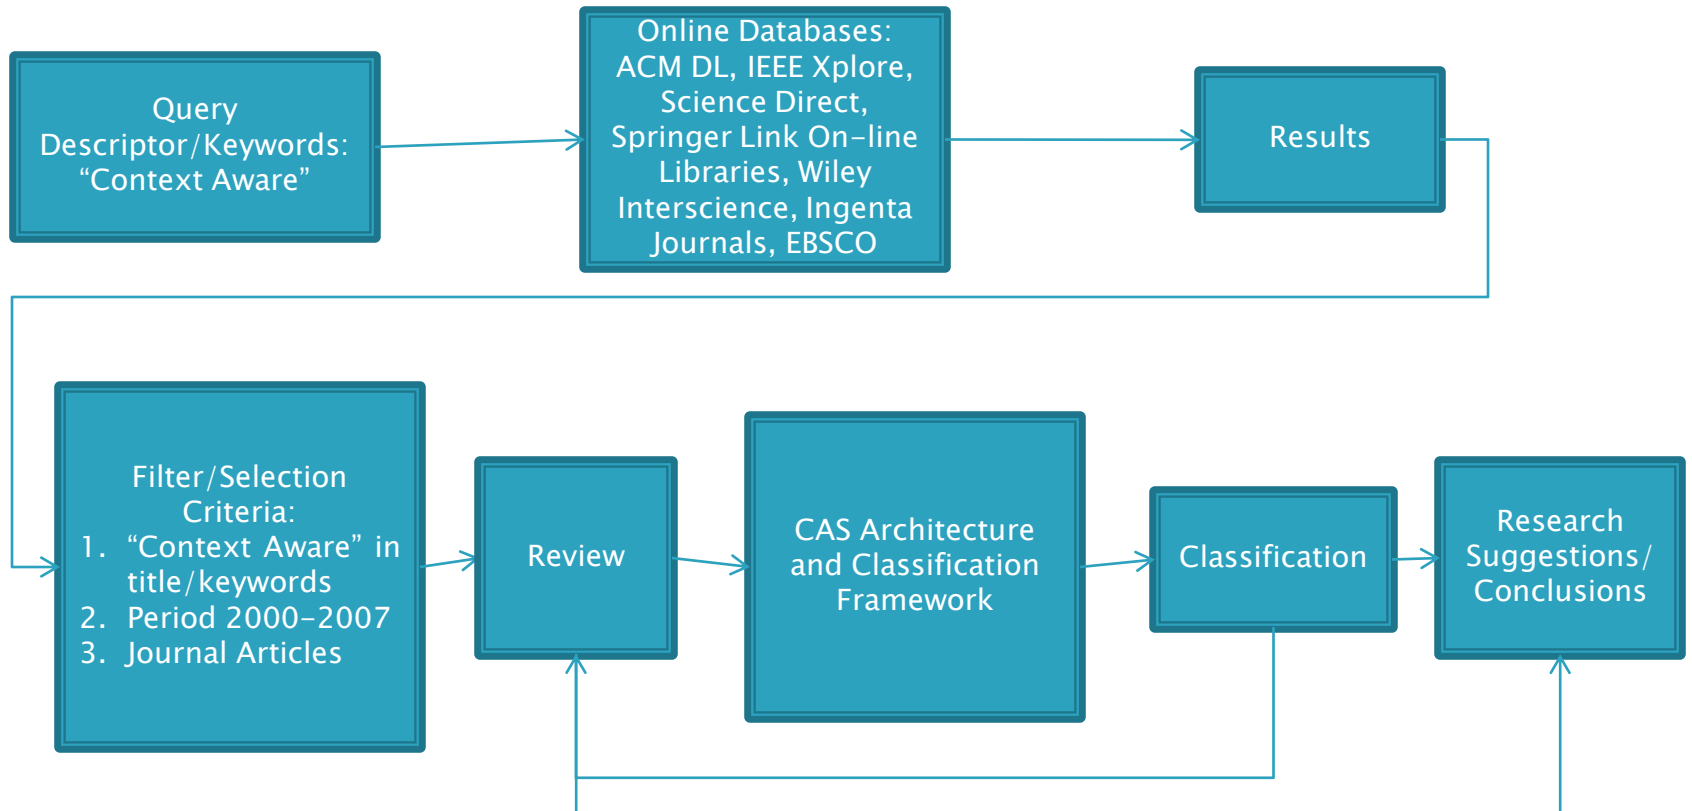 Query
Descriptor/Keywords:
“Context Aware”
Online Databases:
ACM DL, IEEE Xplore,
Science Direct,
Springer Link On-line
Libraries, Wiley
Interscience, Ingenta
Journals, EBSCO
Results
Filter/Selection
Criteria:
1. “Context Aware” in
title/keywords
2. Period 2000-2007
3. Journal Articles
Review
CAS Architecture
and Classification
Framework
Classification
Research
Suggestions/
Conclusions